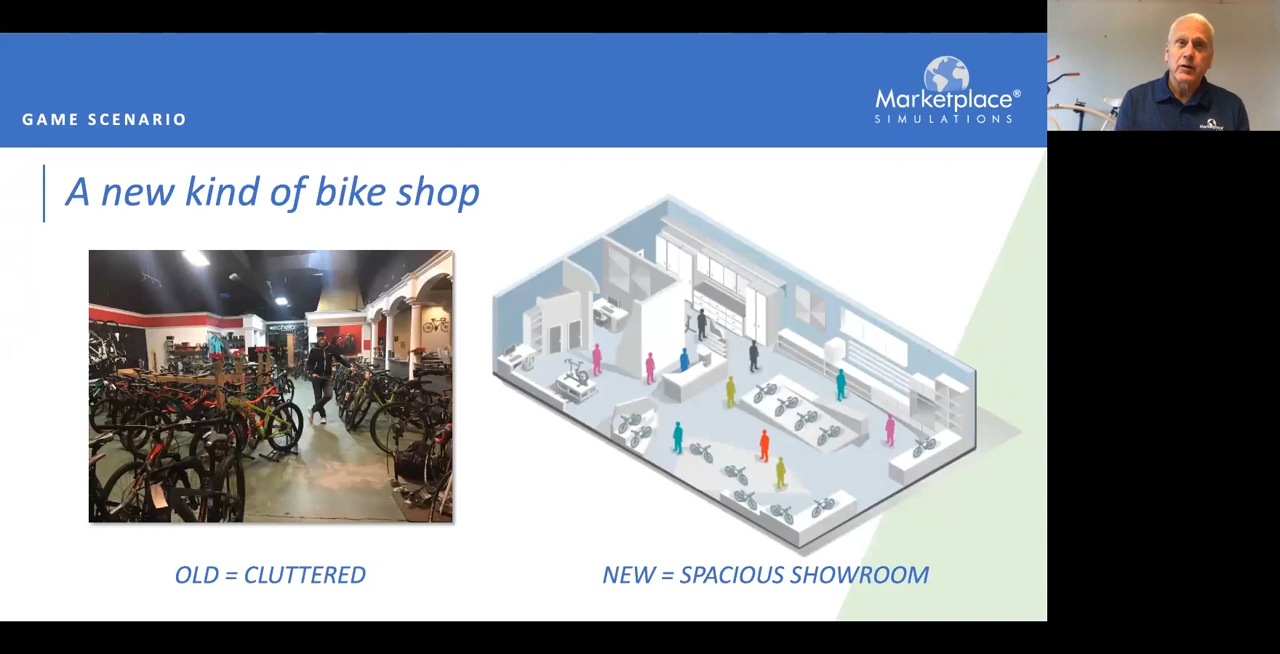 GAME SCENARIO
Marketplace®
SIMULATIONS
A new kind of bike shop
OLD = CLUTTERED
NEW = SPACIOUS SHOWROOM